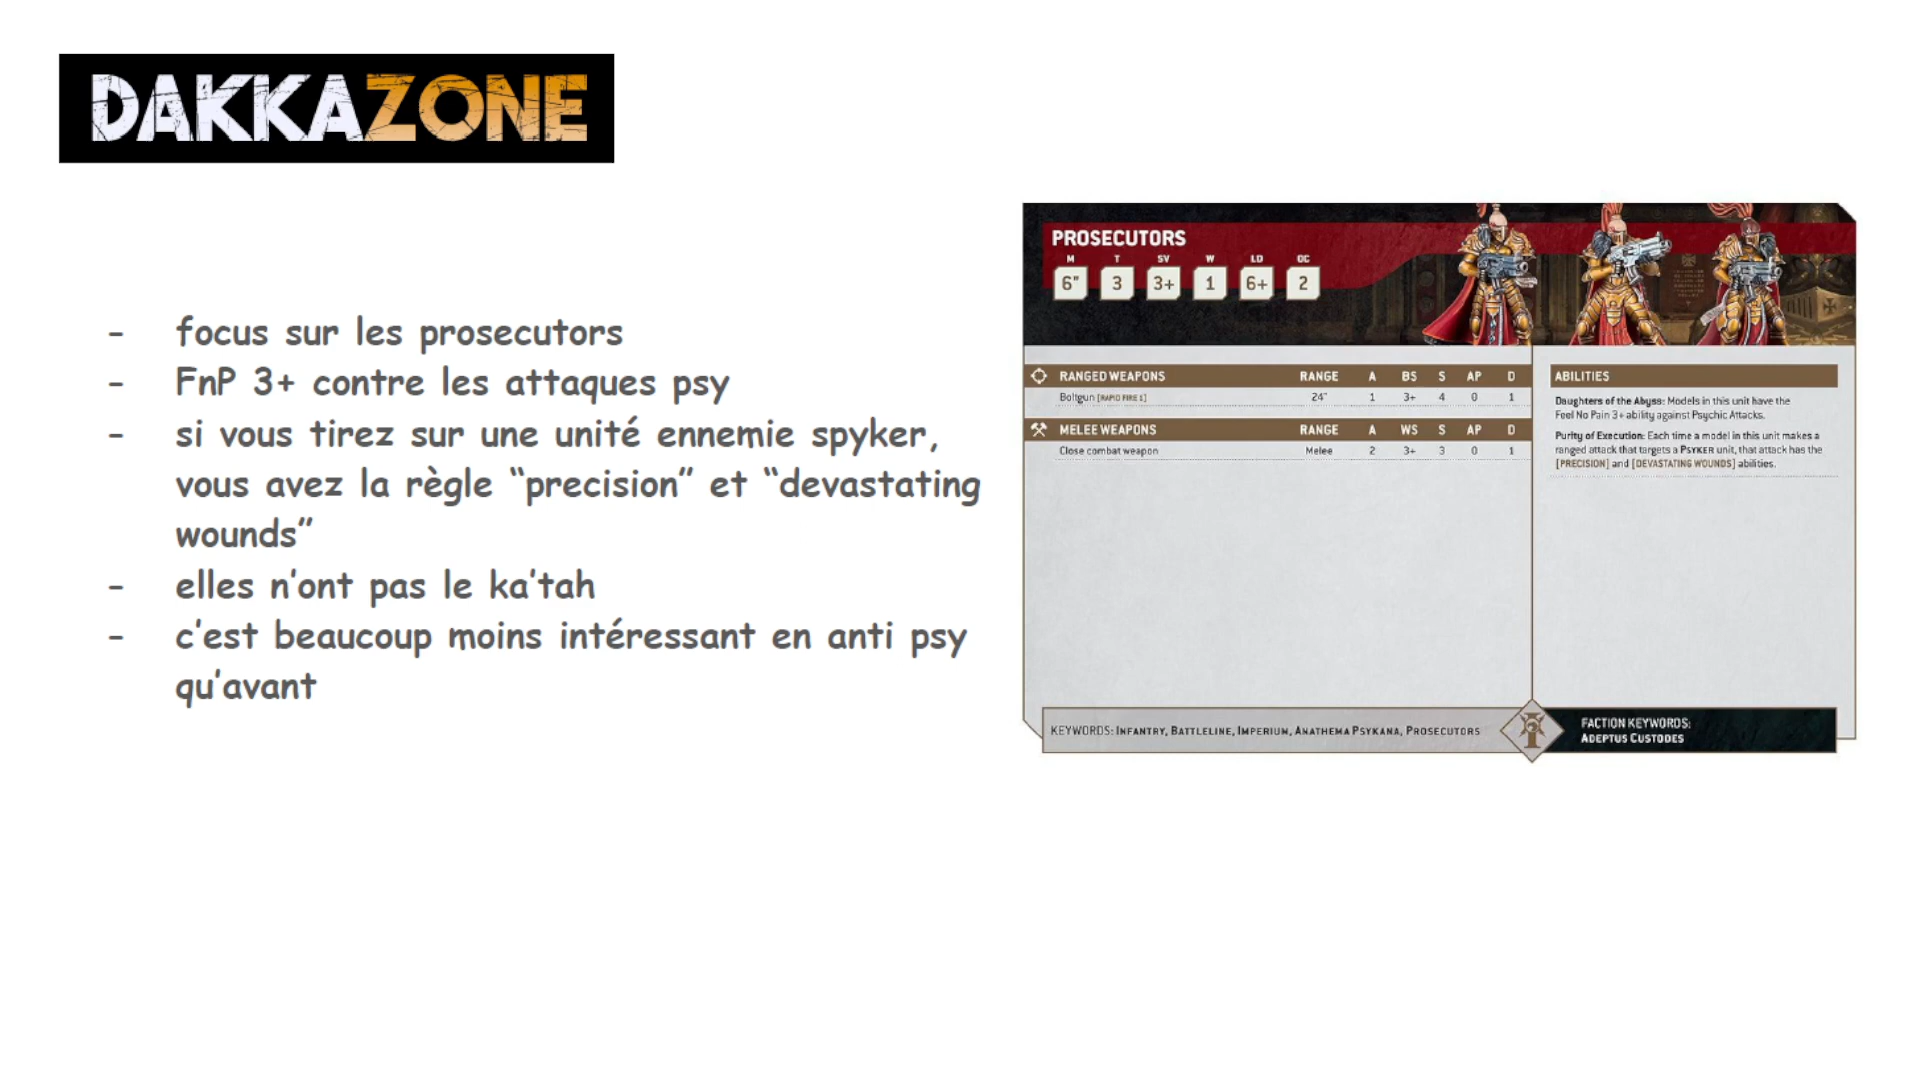 DAKKAZONE
- focus sur les prosecutors
- FnP 3+ contre les attaques psy
- si vous tirez sur une unité ennemie spyker,
vous avez la règle “precision” et “devastating
wounds”
- elles n’ont pas le ka’tah
- c’est beaucoup moins intéressant en anti psy
qu’avant
PROSECUTORS
M T SV W LD OC
6" 3 3+ 1 6+ 2
RANGED WEAPONS RANGE A BS S AP D
Boltgun [RAPID FIRE 1] 24" 1 3+ 4 0 1
MELEE WEAPONS RANGE A WS S AP D
Close combat weapon Melee 2 3+ 3 0 1
ABILITIES
Daughters of the Abyss: Models in this unit have the
Feel No Pain 3+ ability against Psychic Attacks.
Purity of Execution: Each time a model in this unit makes a
ranged attack that targets a PSYKER unit, that attack has the
[PRECISION] and [DEVASTATING WOUNDS] abilities.
KEYWORDS: INFANTRY, BATTLELINE, IMPERIUM, ANATHEMA PSYKANA, PROSECUTORS
FACTION KEYWORDS:
ADEPTUS CUSTODES